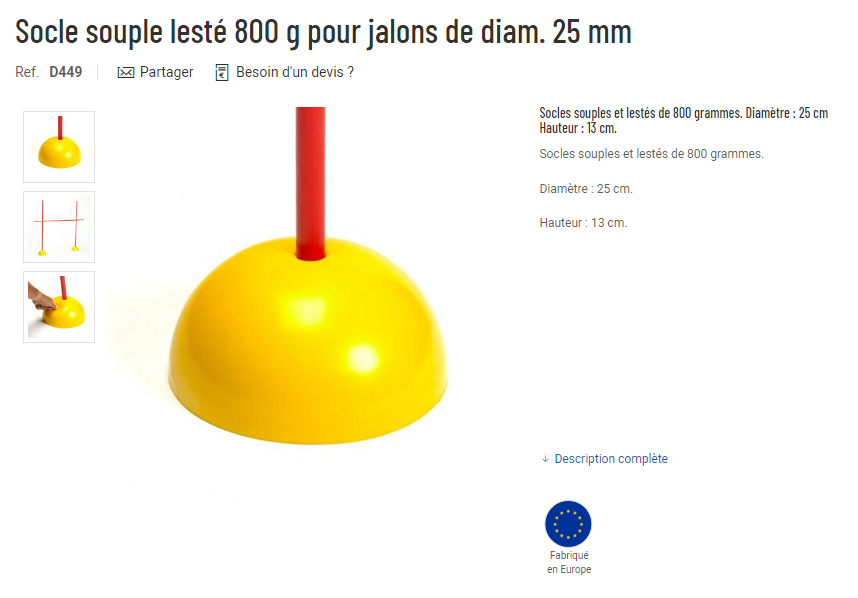 Socle souple lesté 800 g pour jalons de diam. 25 mm
Ref. D449 Partager Besoin d'un devis ?
Socles souples et lestés de 800 grammes. Diamètre : 25 cm
Hauteur : 13 cm.
Socles souples et lestés de 800 grammes.
Diamètre : 25 cm.
Hauteur : 13 cm.
Description complète
Fabriqué
en Europe